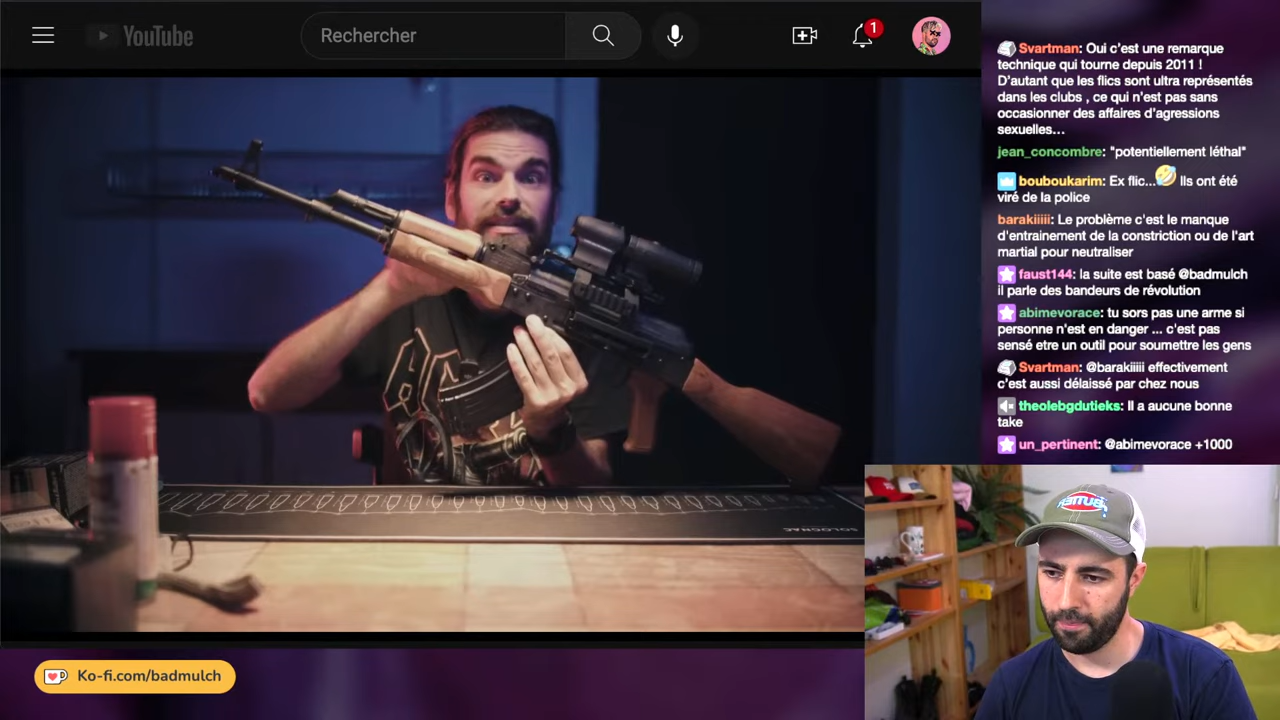 YouTube
Rechercher
1
Svartman: Oui c'est une remarque
technique qui tourne depuis 2011 !
D'autant que les flics sont ultra représentés
dans les clubs , ce qui n'est pas sans
occasionner des affaires d'agressions
sexuelles…
jean_concombre: "potentiellement léthal"
bouboukarim: Ex flic...🤣 Ils ont été
viré de la police
barakiiiii: Le problème c'est le manque
d'entrainement de la constriction ou de l'art
martial pour neutraliser
faust144: la suite est basé @badmulch
il parle des bandeurs de révolution
abimevorace: tu sors pas une arme si
personne n'est en danger ... c'est pas
sensé etre un outil pour soumettre les gens
Svartman: @barakiiiii effectivement
c'est aussi délaissé par chez nous
theolebgdutieks: Il a aucune bonne
take
un_pertinent: @abimevorace +1000
SOLOGNAC
Ko-fi.com/badmulch